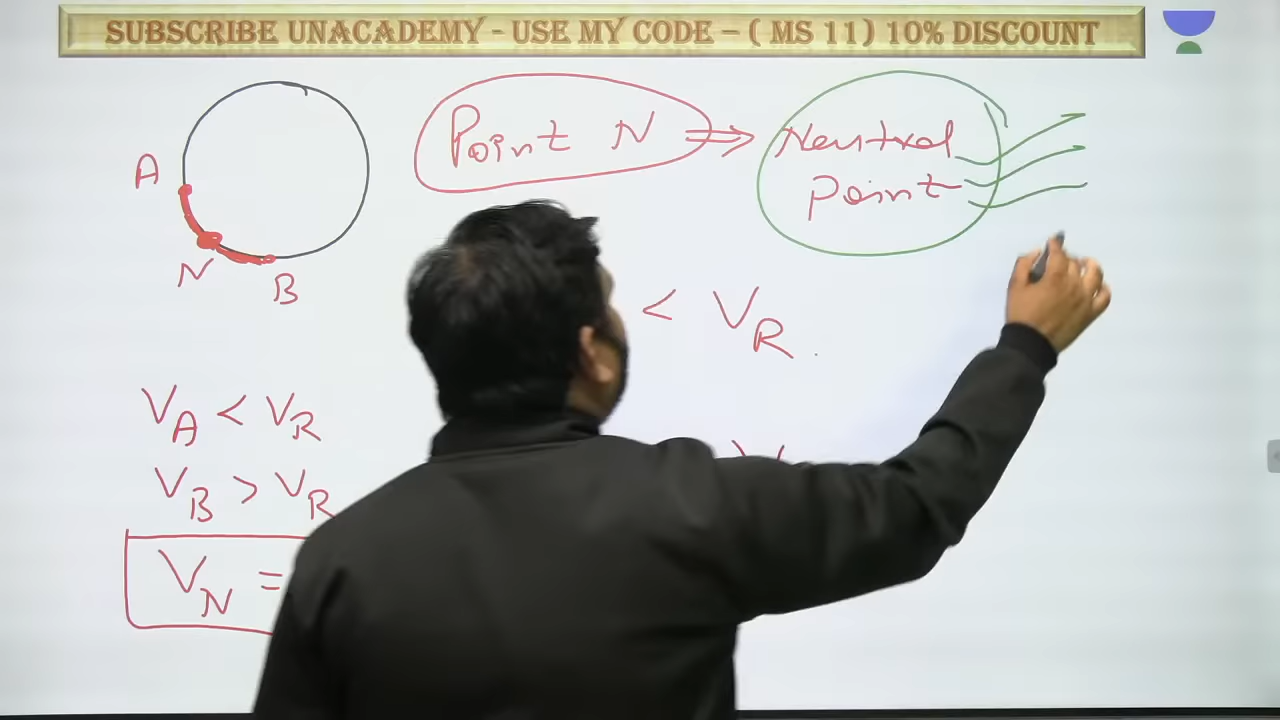 SUBSCRIBE UNACADEMY - USE MY CODE – ( MS 11) 10% DISCOUNT
Point N ⇒ Neutral Point
A
N
B
< V_R
V_A < V_R
V_B > V_R
V_N =